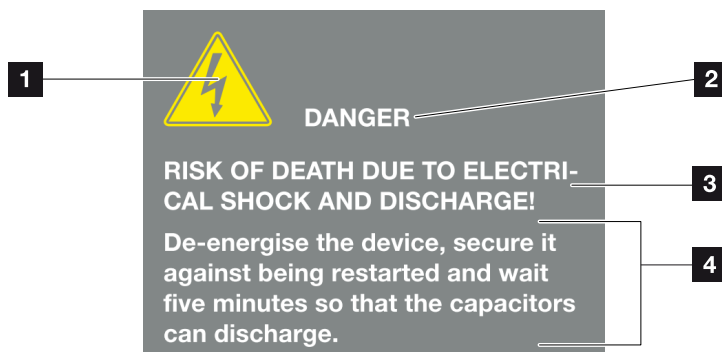 1
2
DANGER
RISK OF DEATH DUE TO ELECTRI-
3
CAL SHOCK AND DISCHARGE!
De-energise the device, secure it
against being restarted and wait
4
five minutes so that the capacitors
can discharge.